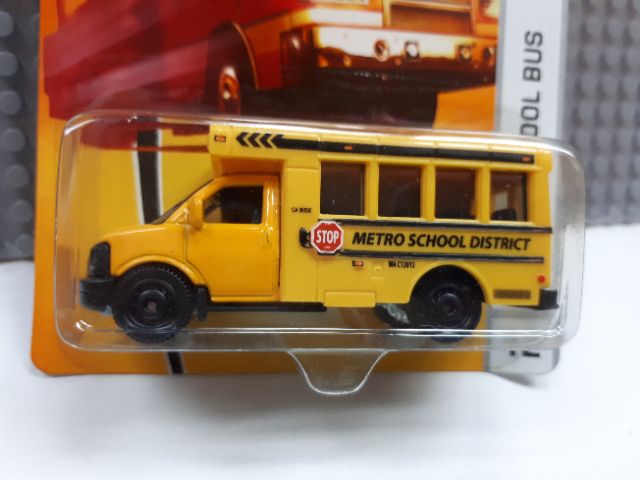 OOL BUS
STOP
METRO SCHOOL DISTRICT